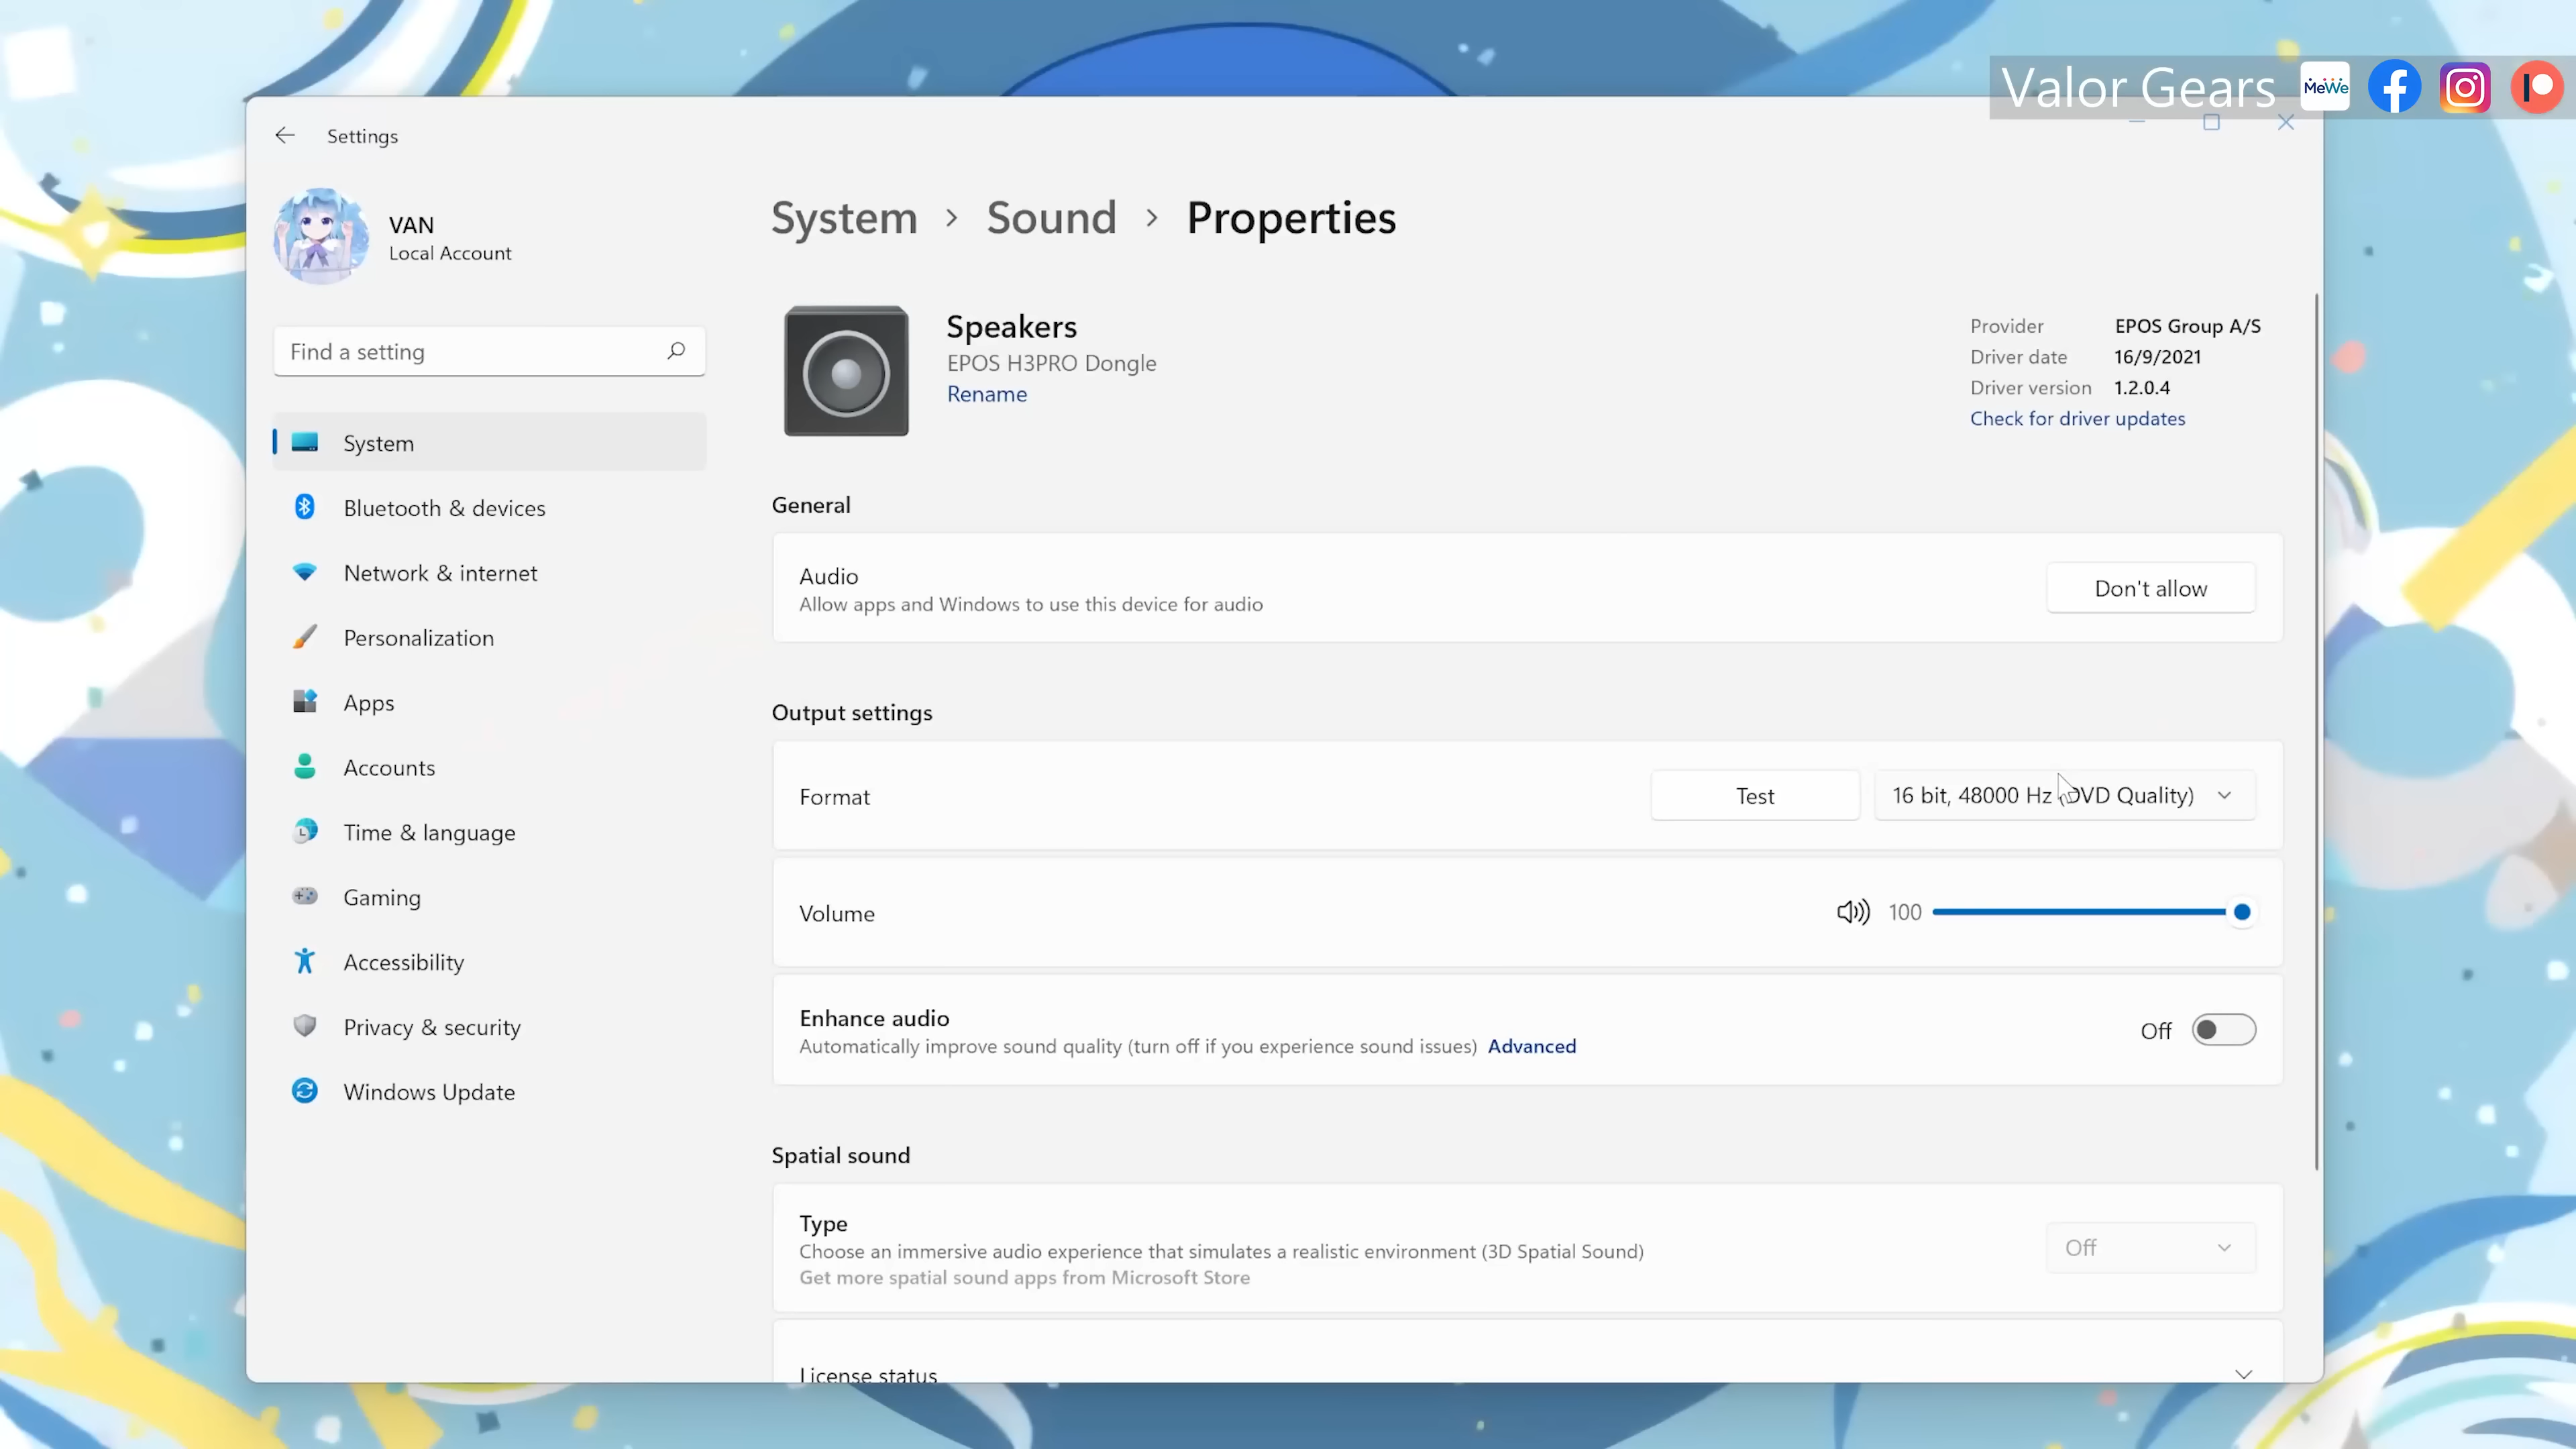 Valor Gears
MeWe
Settings
VAN
Local Account
Find a setting
System
Bluetooth & devices
Network & internet
Personalization
Apps
Accounts
Time & language
Gaming
Accessibility
Privacy & security
Windows Update
System > Sound > Properties
Speakers
EPOS H3PRO Dongle
Rename
Provider EPOS Group A/S
Driver date 16/9/2021
Driver version 1.2.0.4
Check for driver updates
General
Audio
Allow apps and Windows to use this device for audio
Don't allow
Output settings
Format
Test
16 bit, 48000 Hz (DVD Quality)
Volume
100
Enhance audio
Automatically improve sound quality (turn off if you experience sound issues) Advanced
Off
Spatial sound
Type
Choose an immersive audio experience that simulates a realistic environment (3D Spatial Sound)
Get more spatial sound apps from Microsoft Store
Off
License status